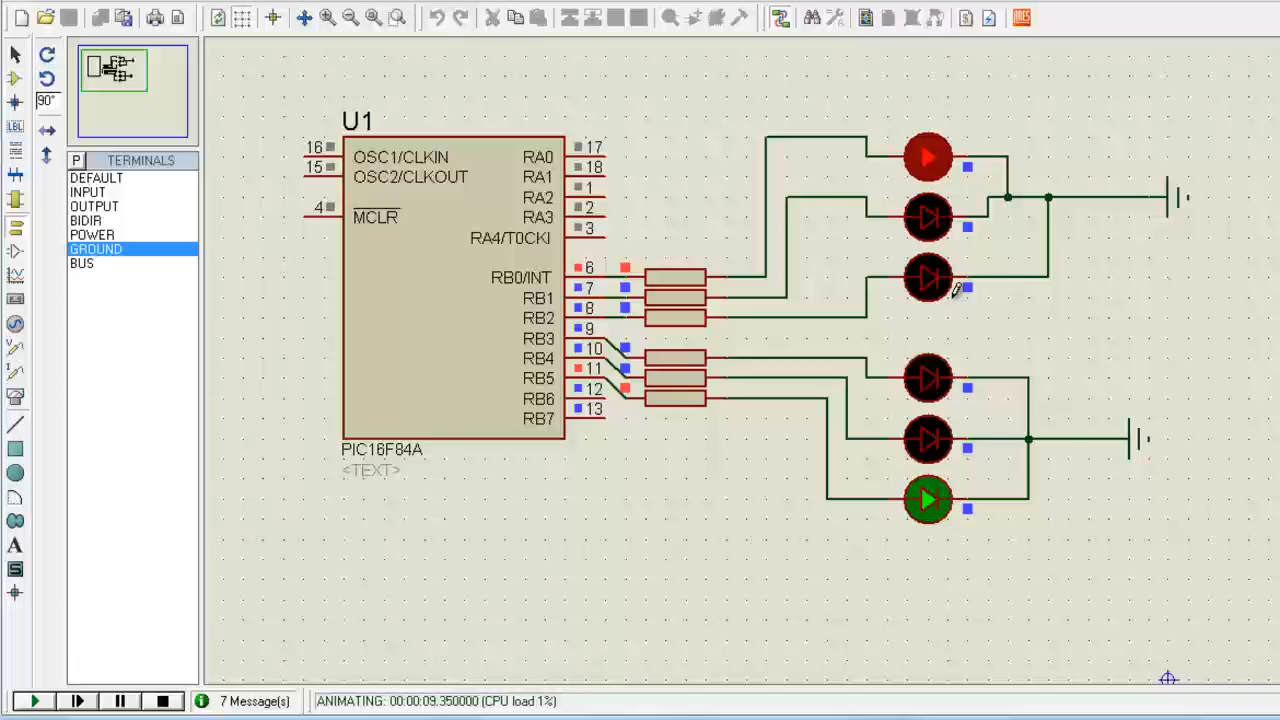 90°
LBL
P TERMINALS
DEFAULT
INPUT
OUTPUT
BIDIR
POWER
GROUND
BUS
A
U1
16 OSC1/CLKIN RA0 17
15 OSC2/CLKOUT RA1 18
RA2 1
4 MCLR RA3 2
RA4/T0CKI 3
RB0/INT 6
RB1 7
RB2 8
RB3 9
RB4 10
RB5 11
RB6 12
RB7 13
PIC16F84A
<TEXT>
7 Message(s) ANIMATING: 00:00:09.350000 (CPU load 1%)